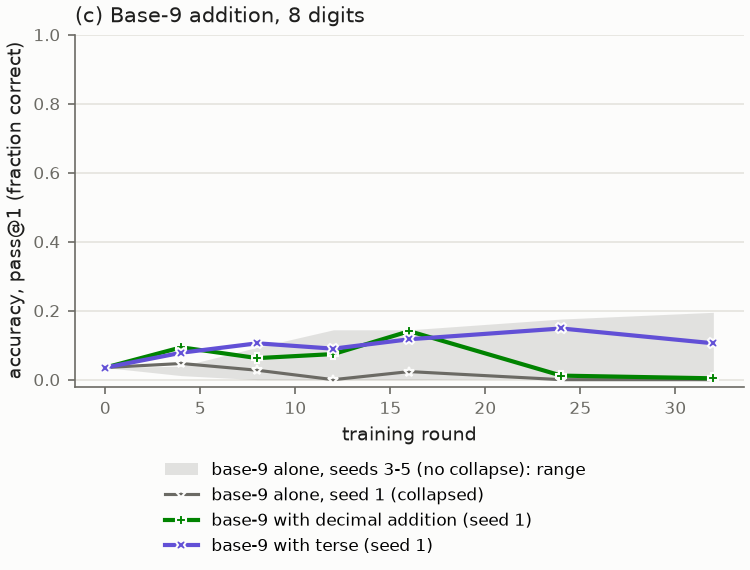 (c) Base-9 addition, 8 digits
accuracy, pass@1 (fraction correct)
1.0
0.8
0.6
0.4
0.2
0.0
0 5 10 15 20 25 30
training round
base-9 alone, seeds 3-5 (no collapse): range
base-9 alone, seed 1 (collapsed)
base-9 with decimal addition (seed 1)
base-9 with terse (seed 1)